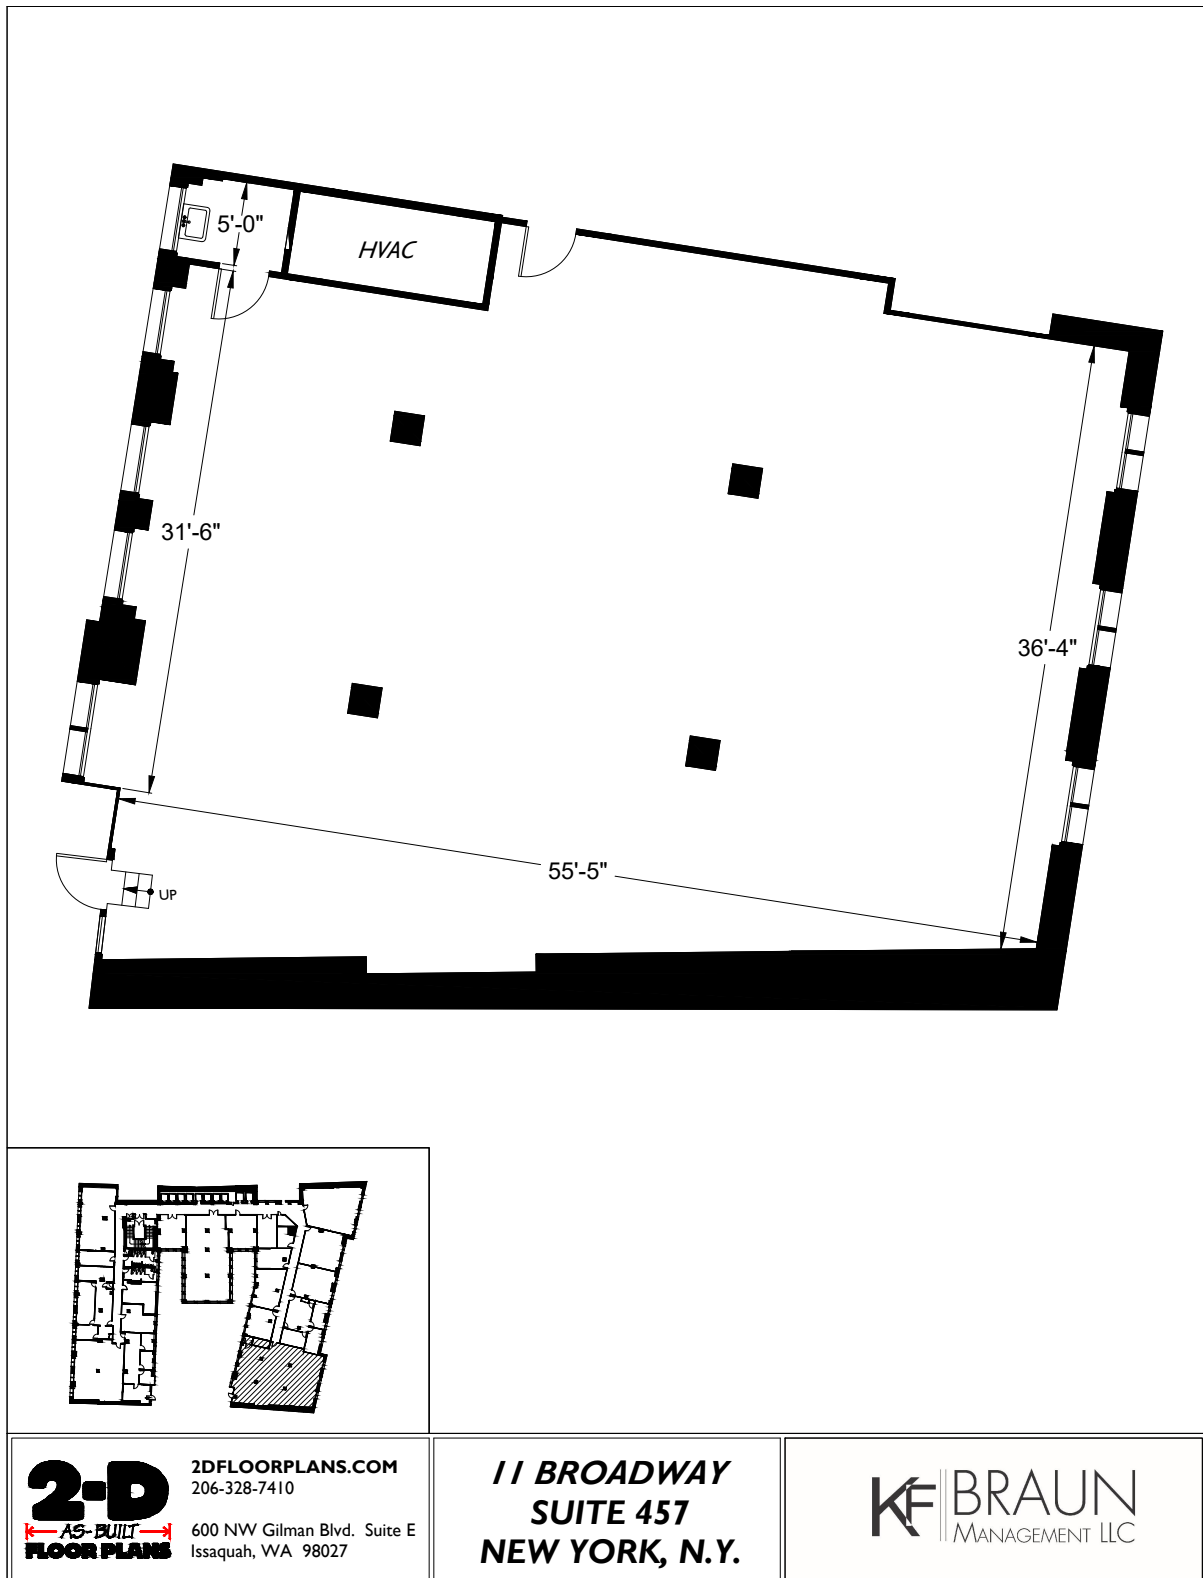 5'-0"
HVAC
31'-6"
36'-4"
55'-5"
UP
2-D
AS-BUILT
FLOOR PLANS
2DFLOORPLANS.COM
206-328-7410
600 NW Gilman Blvd. Suite E
Issaquah, WA 98027
11 BROADWAY
SUITE 457
NEW YORK, N.Y.
KF BRAUN
MANAGEMENT LLC